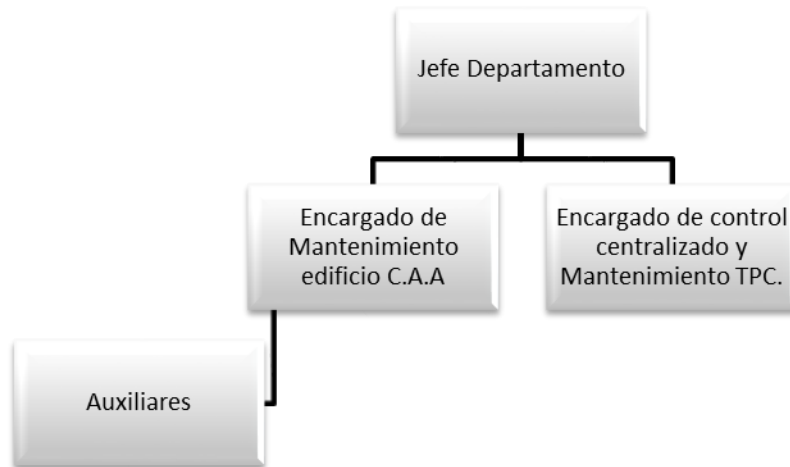 Jefe Departamento
Encargado de
Mantenimiento
edificio C.A.A
Encargado de control
centralizado y
Mantenimiento TPC.
Auxiliares